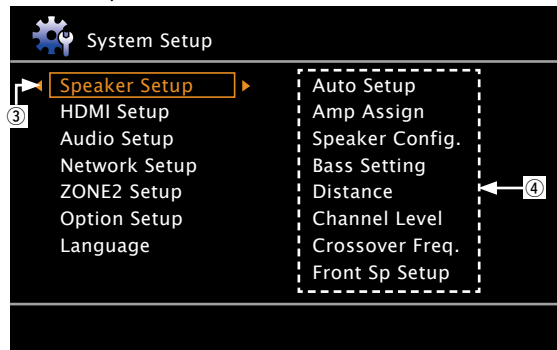 System Setup
Speaker Setup
HDMI Setup
Audio Setup
Network Setup
ZONE2 Setup
Option Setup
Language
Auto Setup
Amp Assign
Speaker Config.
Bass Setting
Distance
Channel Level
Crossover Freq.
Front Sp Setup
③
④